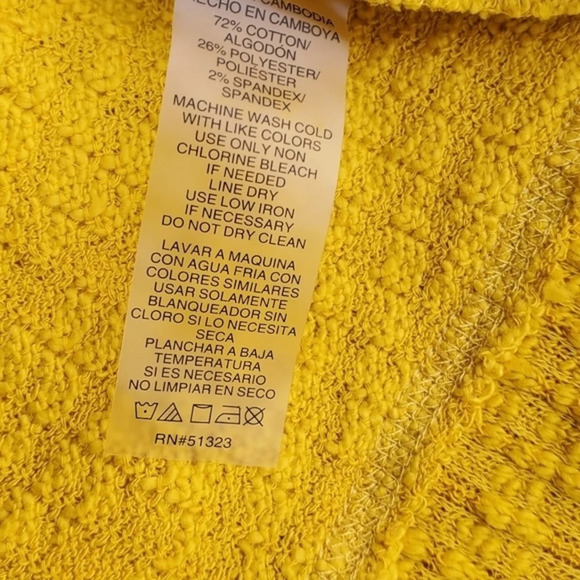 CAMBODIA
HECHO EN CAMBOYA
72% COTTON/
ALGODÓN
26% POLYESTER/
POLIÉSTER
2% SPANDEX/
SPANDEX
MACHINE WASH COLD
WITH LIKE COLORS
USE ONLY NON
CHLORINE BLEACH
IF NEEDED
LINE DRY
USE LOW IRON
IF NECESSARY
DO NOT DRY CLEAN
LAVAR A MAQUINA
CON AGUA FRIA CON
COLORES SIMILARES
USAR SOLAMENTE
BLANQUEADOR SIN
CLORO SI LO NECESITA
SECA
PLANCHAR A BAJA
TEMPERATURA
SI ES NECESARIO
NO LIMPIAR EN SECO
RN#51323